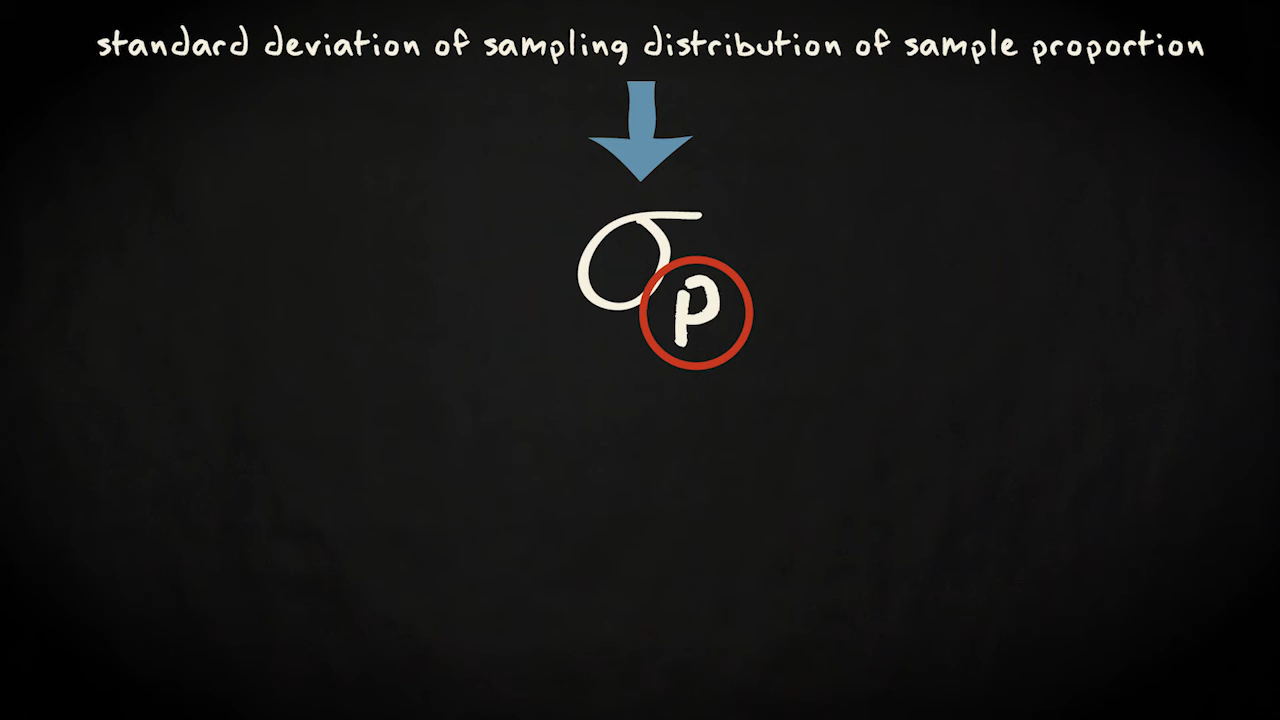 standard deviation of sampling distribution of sample proportion
σp